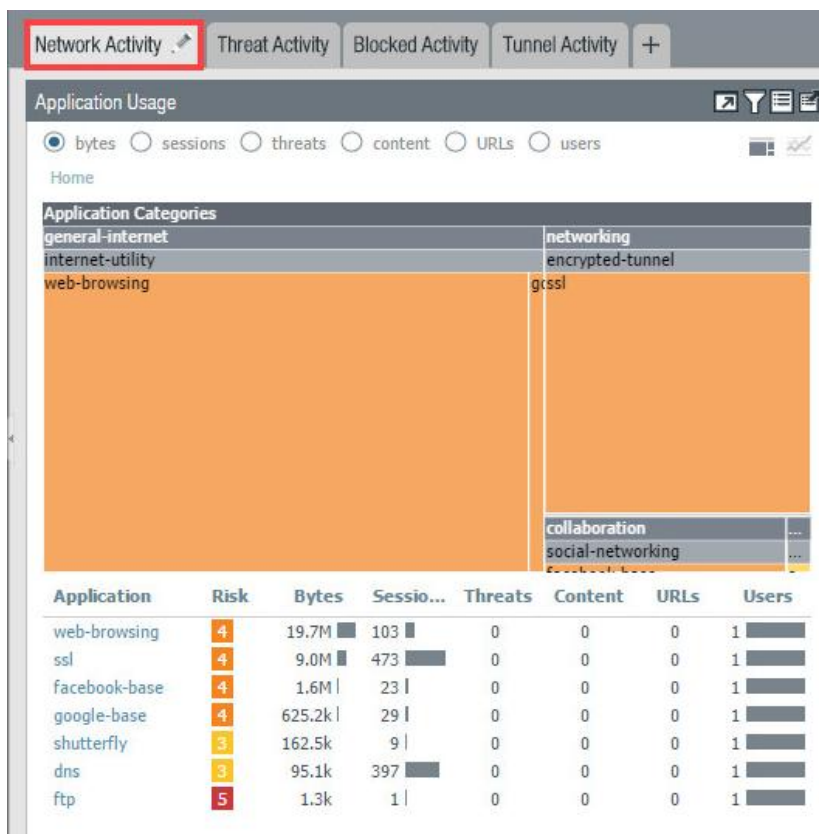 Network Activity Threat Activity Blocked Activity Tunnel Activity +
Application Usage
bytes sessions threats content URLs users
Home
Application Categories
general-internet networking
internet-utility encrypted-tunnel
web-browsing ssl
collaboration ...
social-networking ...
Application Risk Bytes Sessio... Threats Content URLs Users
web-browsing 4 19.7M 103 0 0 0 1
ssl 4 9.0M 473 0 0 0 1
facebook-base 4 1.6M 23 0 0 0 1
google-base 4 625.2k 29 0 0 0 1
shutterfly 3 162.5k 9 0 0 0 1
dns 3 95.1k 397 0 0 0 1
ftp 5 1.3k 1 0 0 0 1